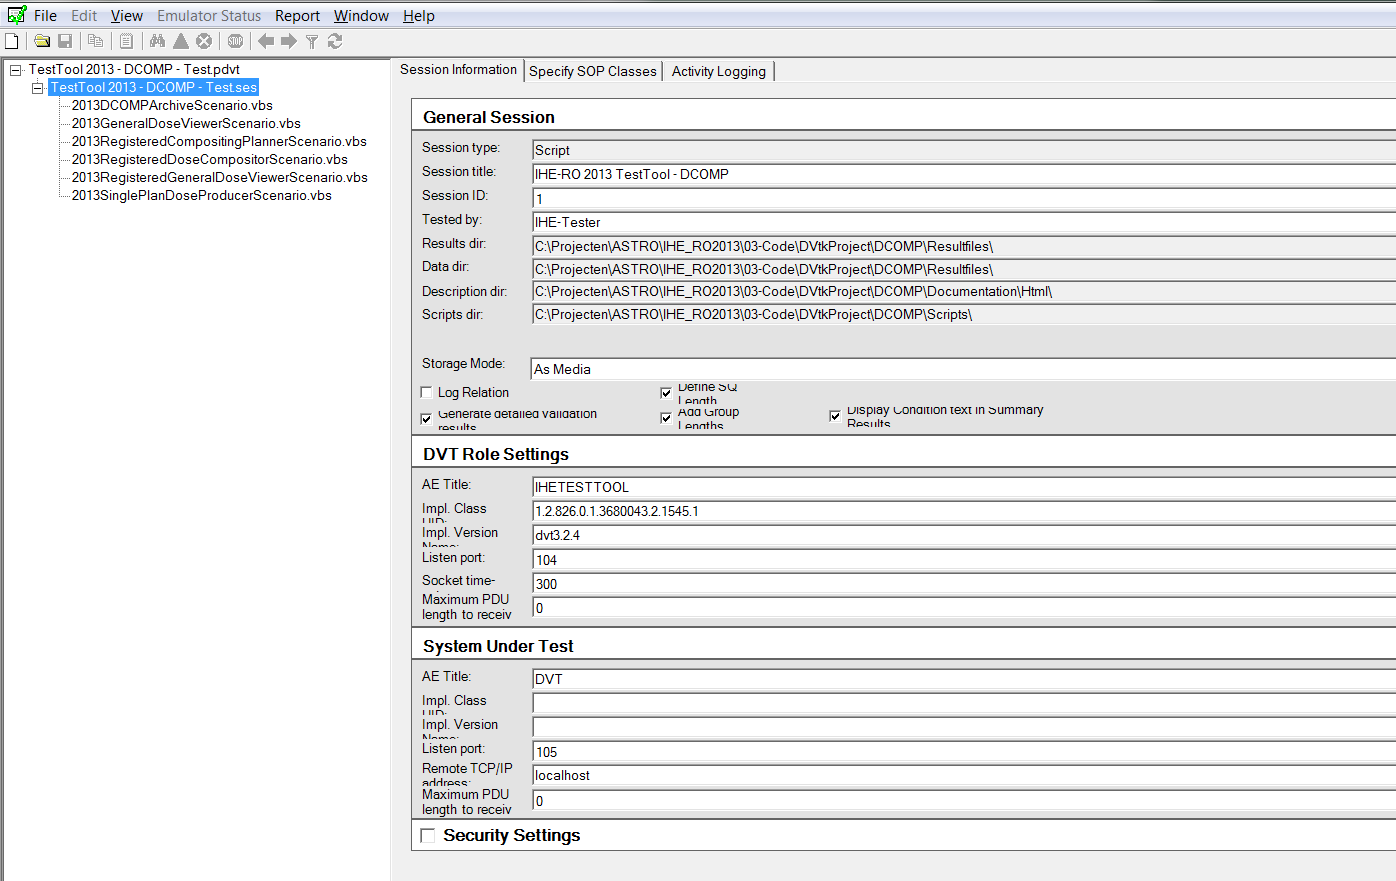 File Edit View Emulator Status Report Window Help
STOP
TestTool 2013 - DCOMP - Test.pdvt
TestTool 2013 - DCOMP - Test.ses
2013DCOMPArchiveScenario.vbs
2013GeneralDoseViewerScenario.vbs
2013RegisteredCompositingPlannerScenario.vbs
2013RegisteredDoseCompositorScenario.vbs
2013RegisteredGeneralDoseViewerScenario.vbs
2013SinglePlanDoseProducerScenario.vbs
Session Information Specify SOP Classes Activity Logging
General Session
Session type: Script
Session title: IHE-RO 2013 TestTool - DCOMP
Session ID: 1
Tested by: IHE-Tester
Results dir: C:\Projecten\ASTRO\IHE_RO2013\03-Code\DVtkProject\DCOMP\Resultfiles\
Data dir: C:\Projecten\ASTRO\IHE_RO2013\03-Code\DVtkProject\DCOMP\Resultfiles\
Description dir: C:\Projecten\ASTRO\IHE_RO2013\03-Code\DVtkProject\DCOMP\Documentation\Html\
Scripts dir: C:\Projecten\ASTRO\IHE_RO2013\03-Code\DVtkProject\DCOMP\Scripts\
Storage Mode: As Media
Log Relation
Define SQ
Length
Generate detailed validation
results
Add Group
Lengths
Display Condition text in Summary
Results
DVT Role Settings
AE Title: IHETESTTOOL
Impl. Class
UID: 1.2.826.0.1.3680043.2.1545.1
Impl. Version
Name: dvt3.2.4
Listen port: 104
Socket time- 300
Maximum PDU
length to receiv 0
System Under Test
AE Title: DVT
Impl. Class
UID:
Impl. Version
Name:
Listen port: 105
Remote TCP/IP
address: localhost
Maximum PDU
length to receiv 0
Security Settings